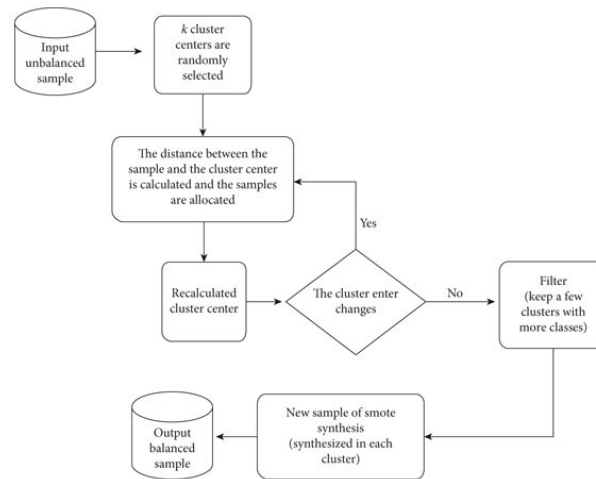 Input
unbalanced
sample
k cluster
centers are
randomly
selected
The distance between the
sample and the cluster center
is calculated and the samples
are allocated
Yes
Recalculated
cluster center
The cluster enter
changes
No
Filter
(keep a few
clusters with
more classes)
New sample of smote
synthesis
(synthesized in each
cluster)
Output
balanced
sample